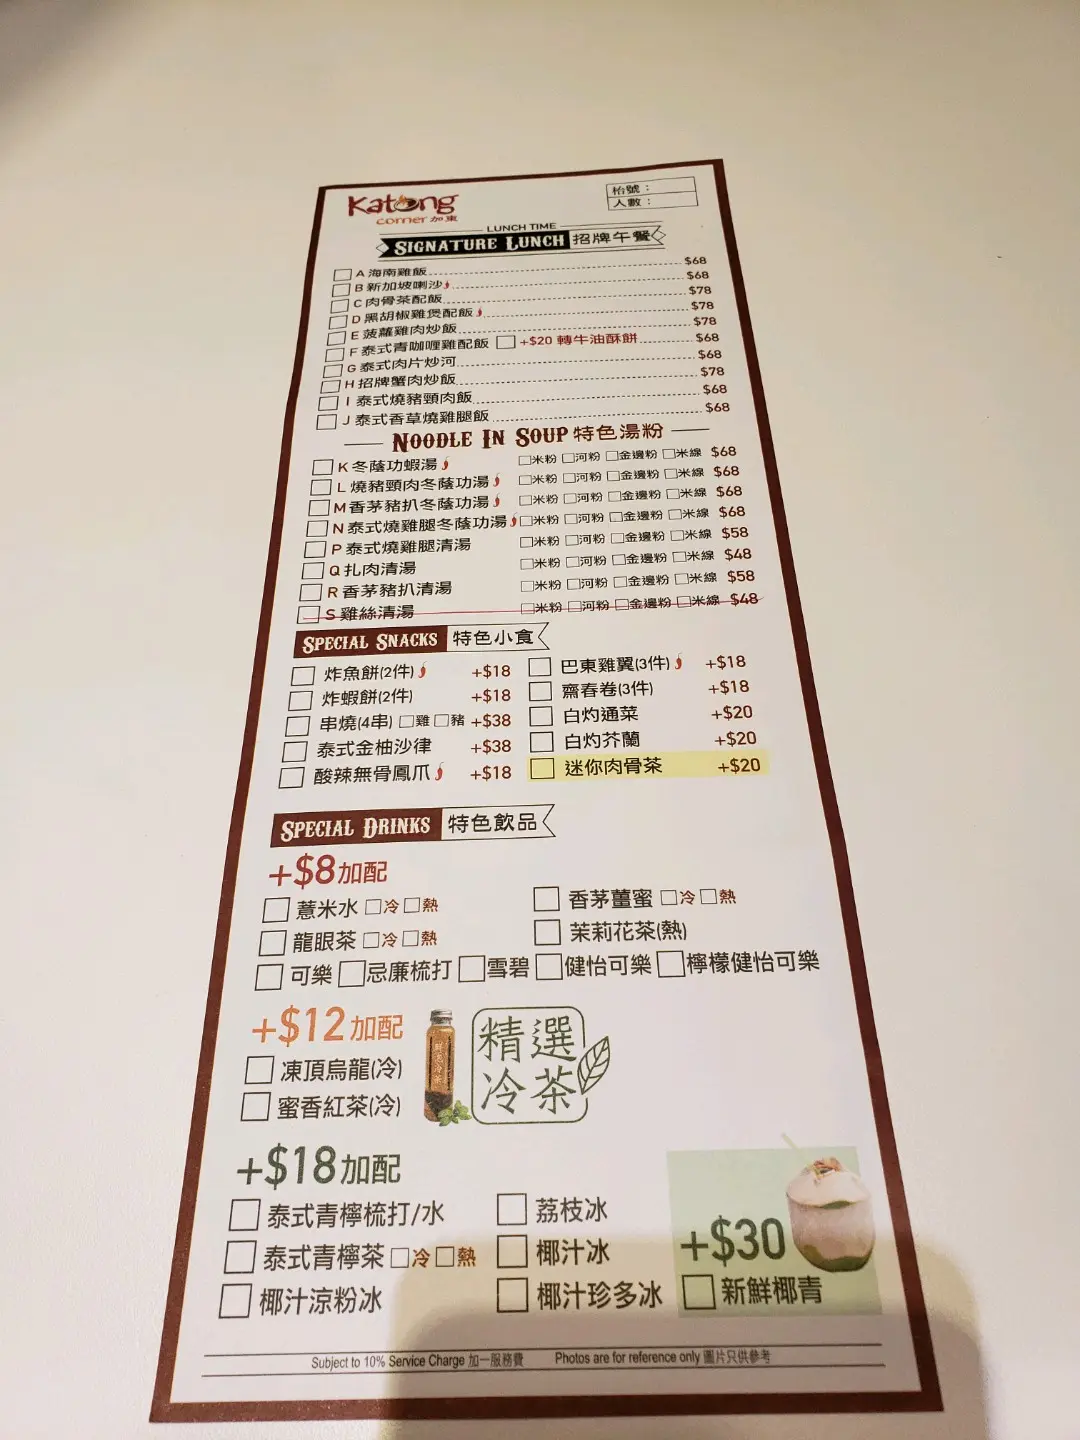 Katong
corner 加東
枱號：
人數：
LUNCH TIME
SIGNATURE LUNCH 招牌午餐
A 海南雞飯 $68
B 新加坡喇沙 $68
C 肉骨茶配飯 $78
D 黑胡椒雞煲配飯 $78
E 菠蘿雞肉炒飯 $78
F 泰式青咖喱雞配飯 +$20 轉牛油酥餅 $68
G 泰式肉片炒河 $68
H 招牌蟹肉炒飯 $78
I 泰式燒豬頸肉飯 $68
J 泰式香草燒雞腿飯 $68
NOODLE IN SOUP 特色湯粉
K 冬蔭功蝦湯 米粉 河粉 金邊粉 米線 $68
L 燒豬頸肉冬蔭功湯 米粉 河粉 金邊粉 米線 $68
M 香茅豬扒冬蔭功湯 米粉 河粉 金邊粉 米線 $68
N 泰式燒雞腿冬蔭功湯 米粉 河粉 金邊粉 米線 $68
P 泰式燒雞腿清湯 米粉 河粉 金邊粉 米線 $58
Q 扎肉清湯 米粉 河粉 金邊粉 米線 $48
R 香茅豬扒清湯 米粉 河粉 金邊粉 米線 $58
S 雞絲清湯 米粉 河粉 金邊粉 米線 $48
SPECIAL SNACKS 特色小食
炸魚餅(2件) +$18 巴東雞翼(3件) +$18
炸蝦餅(2件) +$18 齋春卷(3件) +$18
串燒(4串) 雞 豬 +$38 白灼通菜 +$20
泰式金柚沙律 +$38 白灼芥蘭 +$20
酸辣無骨鳳爪 +$18 迷你肉骨茶 +$20
SPECIAL DRINKS 特色飲品
+$8加配
薏米水 冷 熱 香茅薑蜜 冷 熱
龍眼茶 冷 熱 茉莉花茶(熱)
可樂 忌廉梳打 雪碧 健怡可樂 檸檬健怡可樂
+$12加配
凍頂烏龍(冷)
蜜香紅茶(冷)
精選
冷茶
+$18加配
泰式青檸梳打/水 荔枝冰
泰式青檸茶 冷 熱 椰汁冰
椰汁涼粉冰 椰汁珍多冰
+$30
新鮮椰青
Subject to 10% Service Charge 加一服務費 Photos are for reference only 圖片只供參考